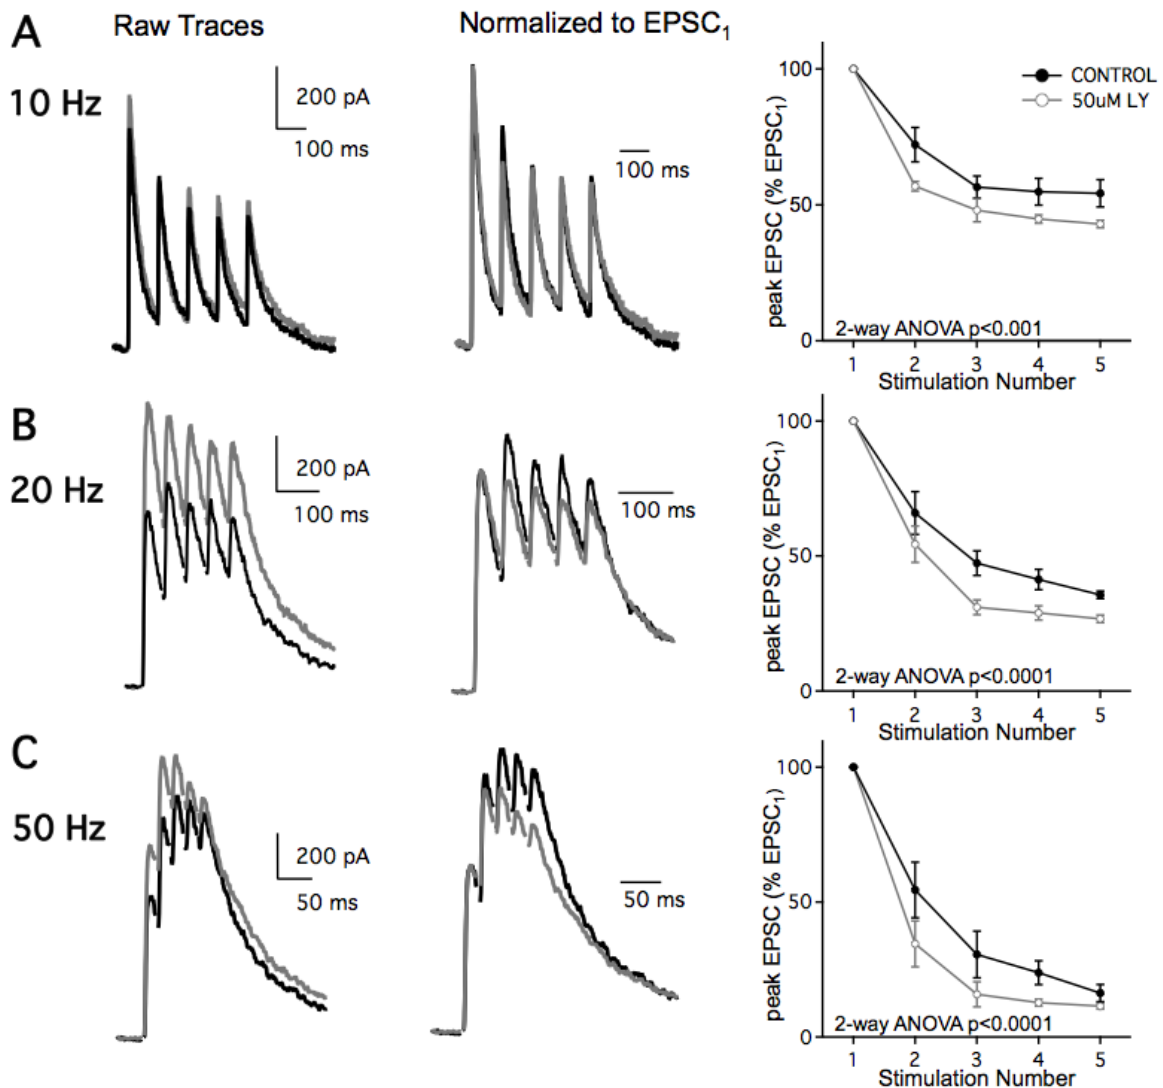 A
Raw Traces
Normalized to EPSC₁
10 Hz
200 pA
100 ms
100 ms
peak EPSC (% EPSC₁)
100
50
0
CONTROL
50uM LY
2-way ANOVA p<0.001
1 2 3 4 5
Stimulation Number
B
20 Hz
200 pA
100 ms
100 ms
peak EPSC (% EPSC₁)
100
50
0
2-way ANOVA p<0.0001
1 2 3 4 5
Stimulation Number
C
50 Hz
200 pA
50 ms
50 ms
peak EPSC (% EPSC₁)
100
50
0
2-way ANOVA p<0.0001
1 2 3 4 5
Stimulation Number